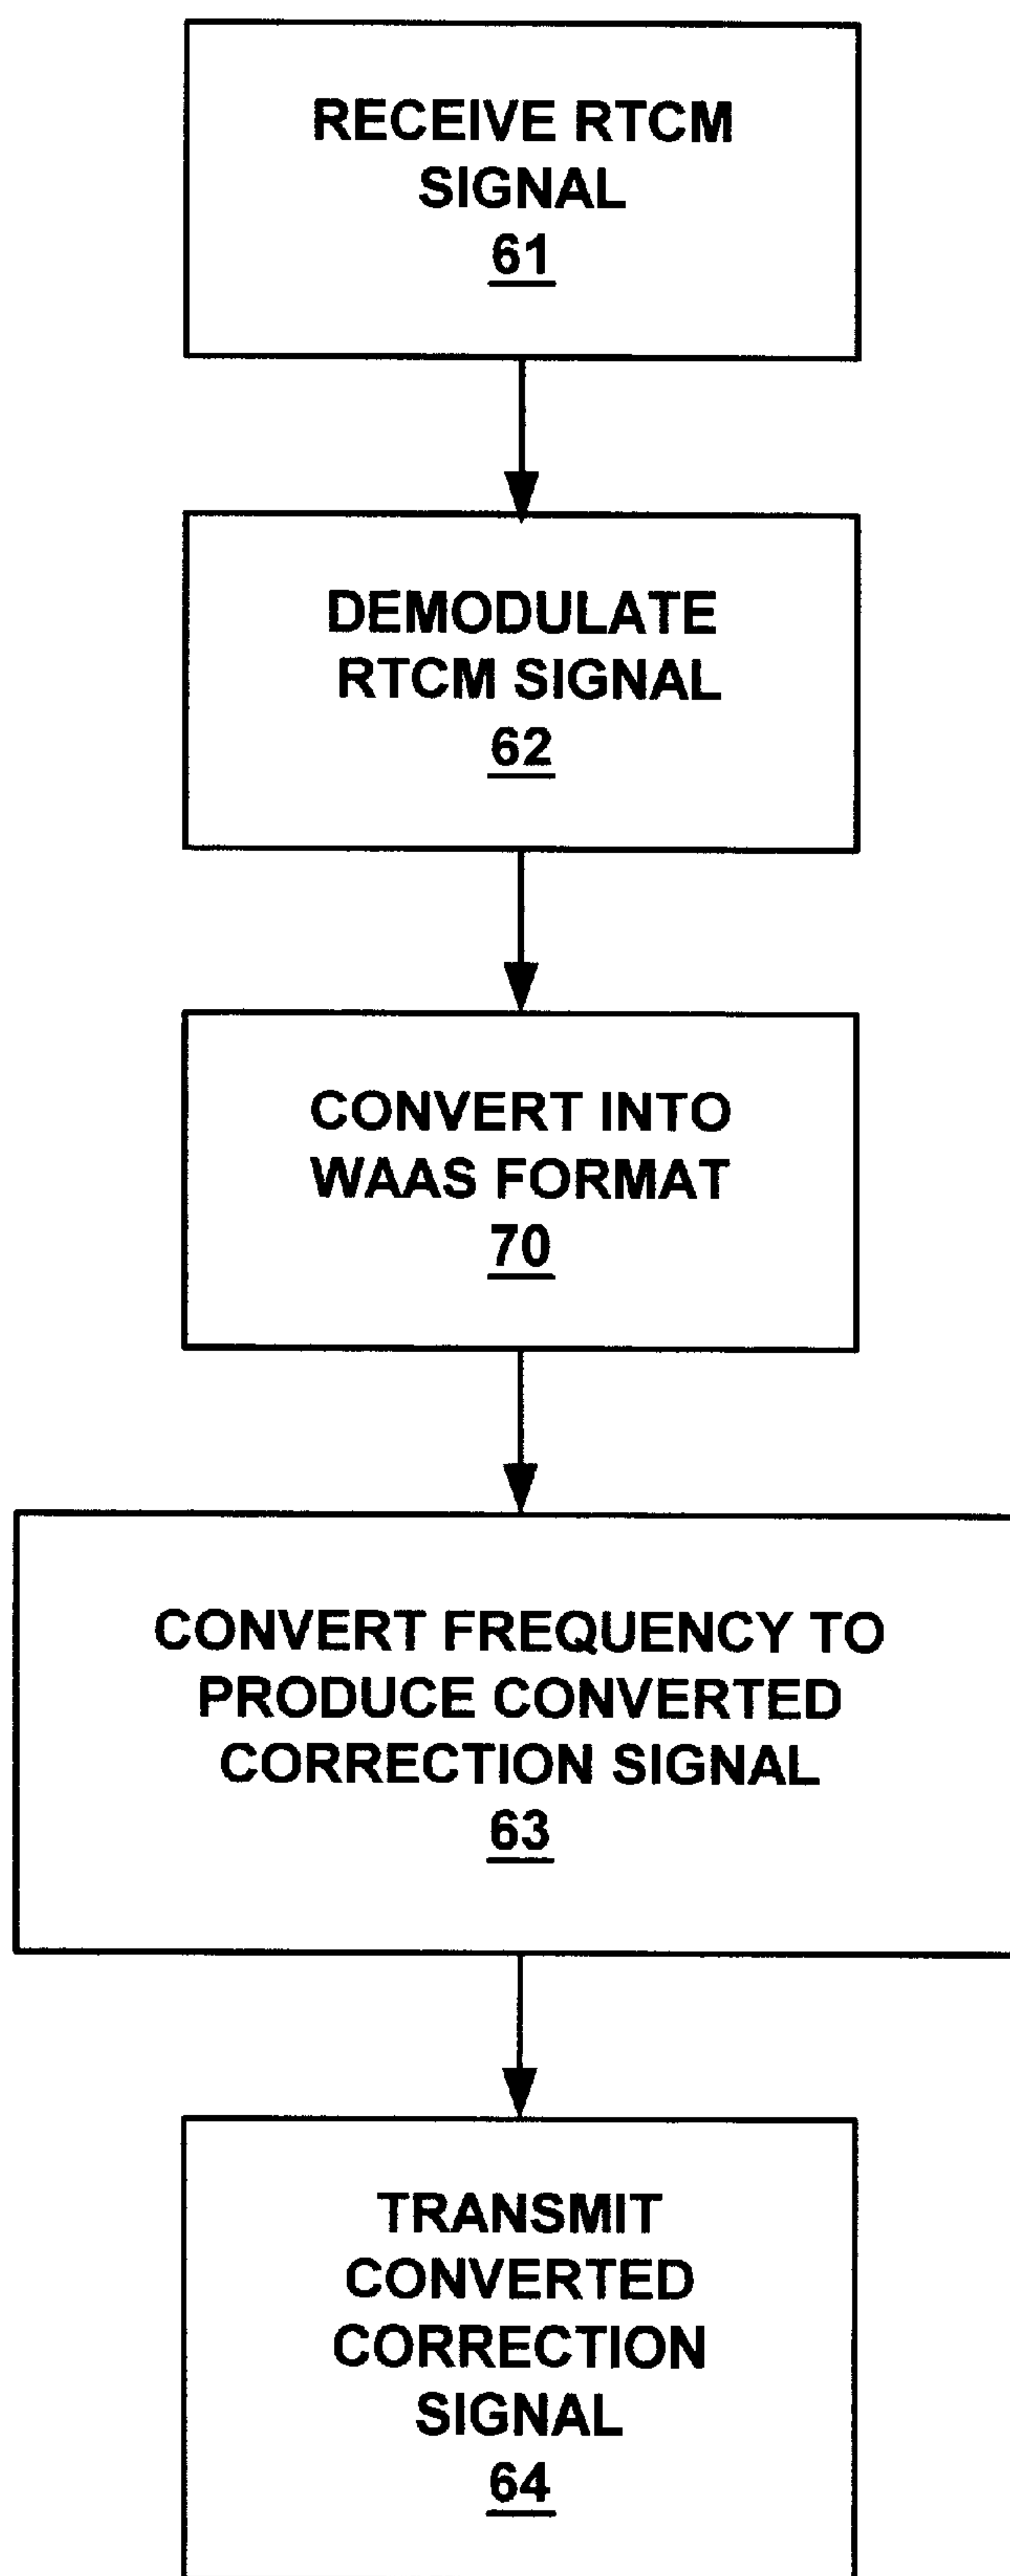 RECEIVE RTCM
SIGNAL
61
DEMODULATE
RTCM SIGNAL
62
CONVERT INTO
WAAS FORMAT
70
CONVERT FREQUENCY TO
PRODUCE CONVERTED
CORRECTION SIGNAL
63
TRANSMIT
CONVERTED
CORRECTION
SIGNAL
64